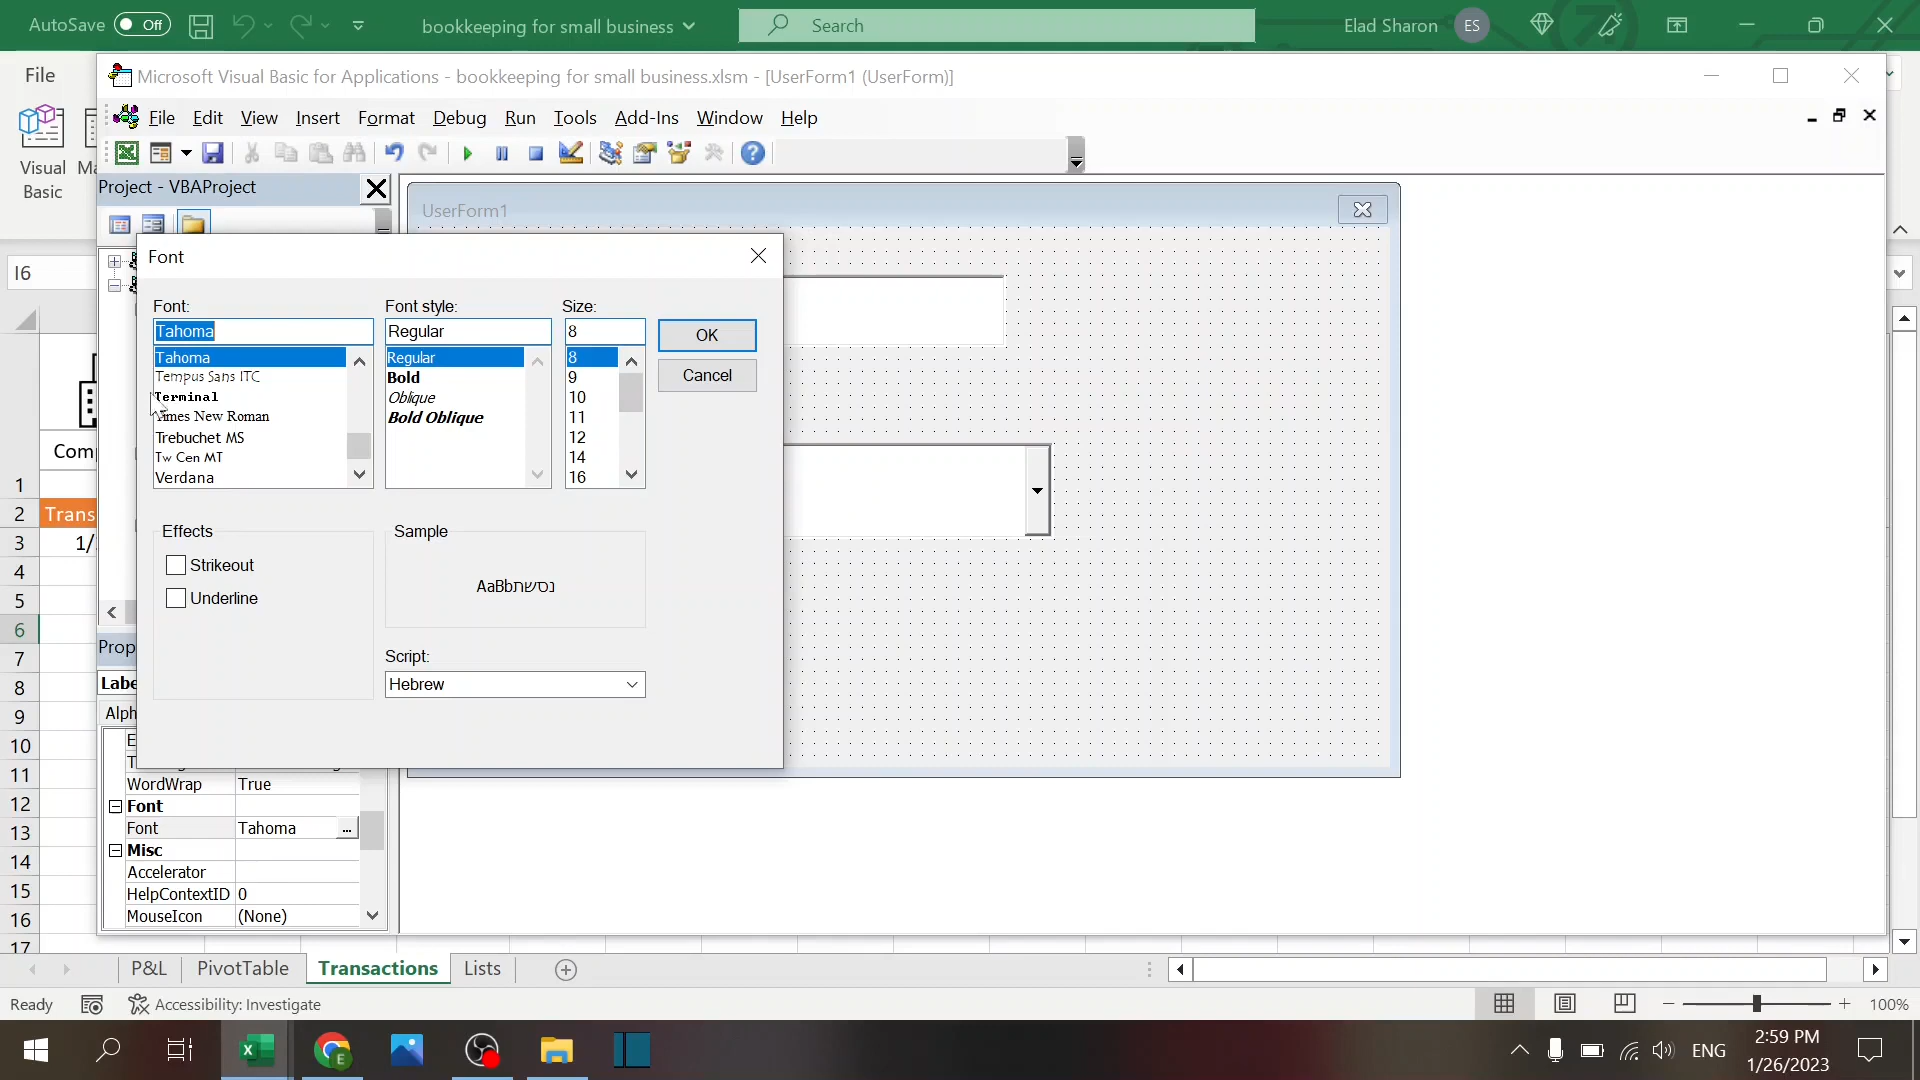 AutoSave Off bookkeeping for small business Search Elad Sharon ES
File
Microsoft Visual Basic for Applications - bookkeeping for small business.xlsm - [UserForm1 (UserForm)]
File Edit View Insert Format Debug Run Tools Add-Ins Window Help
Visual
Basic
Project - VBAProject
UserForm1
I6
Font
Font: Font style: Size:
Tahoma Regular 8 OK
Tahoma Regular 8
Tempus Sans ITC Bold 9 Cancel
Terminal Oblique 10
Times New Roman Bold Oblique 11
Trebuchet MS 12
Tw Cen MT 14
Verdana 16
Effects Sample
Strikeout
AaBbנסשת
Underline
Script:
Hebrew
Com
Trans
1/
1
2
3
4
5
6
7
8
9
10
11
12
13
14
15
16
17
Prop
Labe
Alph
WordWrap True
Font
Font Tahoma ...
Misc
Accelerator
HelpContextID 0
MouseIcon (None)
P&L PivotTable Transactions Lists
Ready Accessibility: Investigate 100%
ENG 2:59 PM
1/26/2023